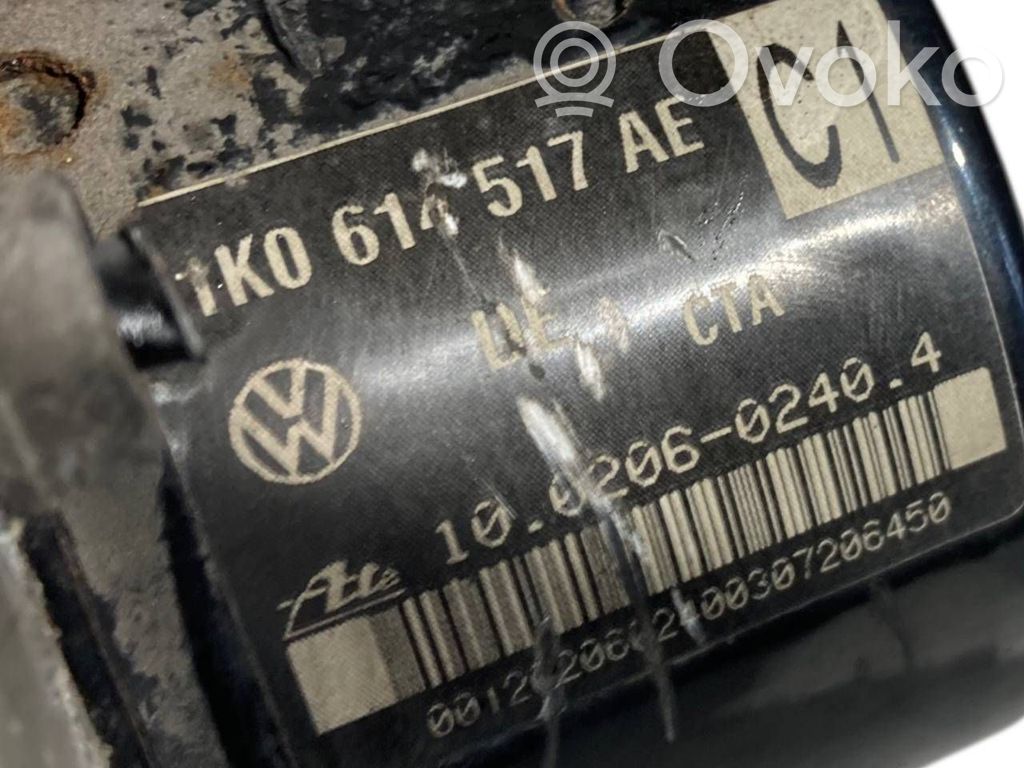 Ovoko
C1
1K0 614 517 AE
CTA
10.0206-0240.4
Ate